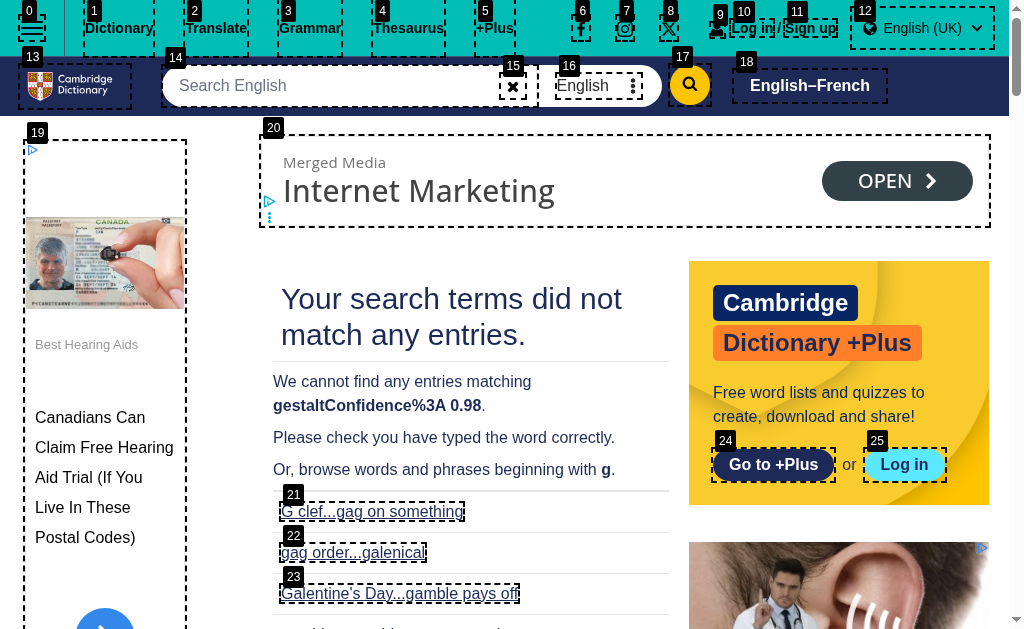 0 1 2 3 4 5 6 7 8 9 10 11 12
Dictionary Translate Grammar Thesaurus +Plus Log in / Sign up English (UK)
13 14 15 16 17 18
Cambridge
Dictionary
Search English
English
English–French
19
Best Hearing Aids
Canadians Can
Claim Free Hearing
Aid Trial (If You
Live In These
Postal Codes)
CANADA
20
Merged Media
Internet Marketing
OPEN
Your search terms did not
match any entries.
We cannot find any entries matching
gestaltConfidence%3A 0.98.
Please check you have typed the word correctly.
Or, browse words and phrases beginning with g.
21
G clef...gag on something
22
gag order...galenical
23
Galentine's Day...gamble pays off
Cambridge
Dictionary +Plus
Free word lists and quizzes to
create, download and share!
24 25
Go to +Plus or Log in